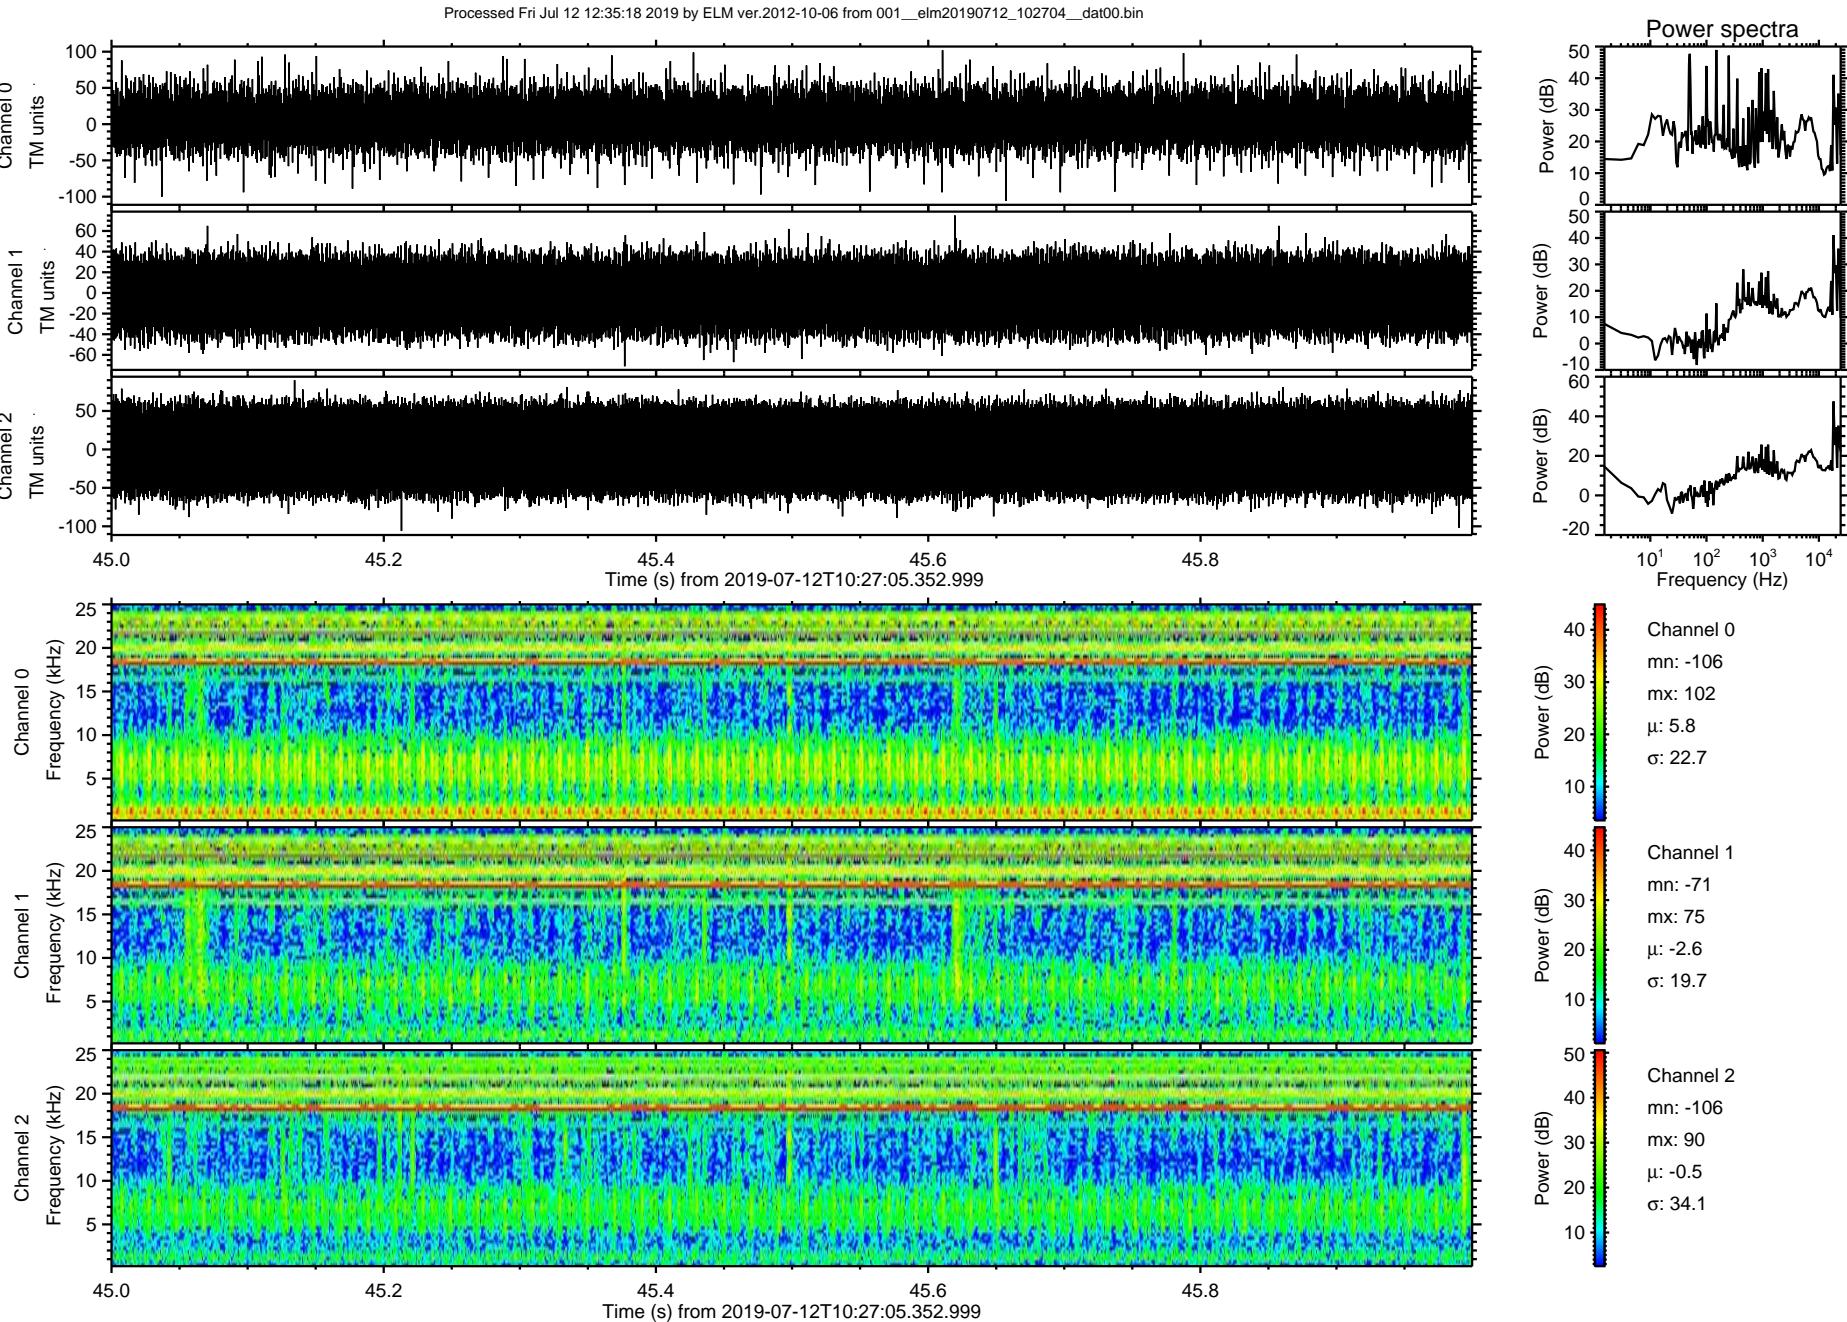 Processed Fri Jul 12 12:35:18 2019 by ELM ver.2012-10-06 from 001__elm20190712_102704__dat00.bin
Power spectra
Channel 0
TM units
100
50
0
-50
-100
Power (dB)
50
40
30
20
10
0
Channel 1
TM units
60
40
20
0
-20
-40
-60
Power (dB)
50
40
30
20
10
0
-10
Channel 2
TM units
50
0
-50
-100
Power (dB)
60
40
20
0
-20
45.0 45.2 45.4 45.6 45.8
Time (s) from 2019-07-12T10:27:05.352.999
10^1 10^2 10^3 10^4
Frequency (Hz)
Channel 0
Frequency (kHz)
25
20
15
10
5
Power (dB)
40
30
20
10
Channel 0
mn: -106
mx: 102
μ: 5.8
σ: 22.7
Channel 1
Frequency (kHz)
25
20
15
10
5
Power (dB)
40
30
20
10
Channel 1
mn: -71
mx: 75
μ: -2.6
σ: 19.7
Channel 2
Frequency (kHz)
25
20
15
10
5
Power (dB)
50
40
30
20
10
Channel 2
mn: -106
mx: 90
μ: -0.5
σ: 34.1
45.0 45.2 45.4 45.6 45.8
Time (s) from 2019-07-12T10:27:05.352.999